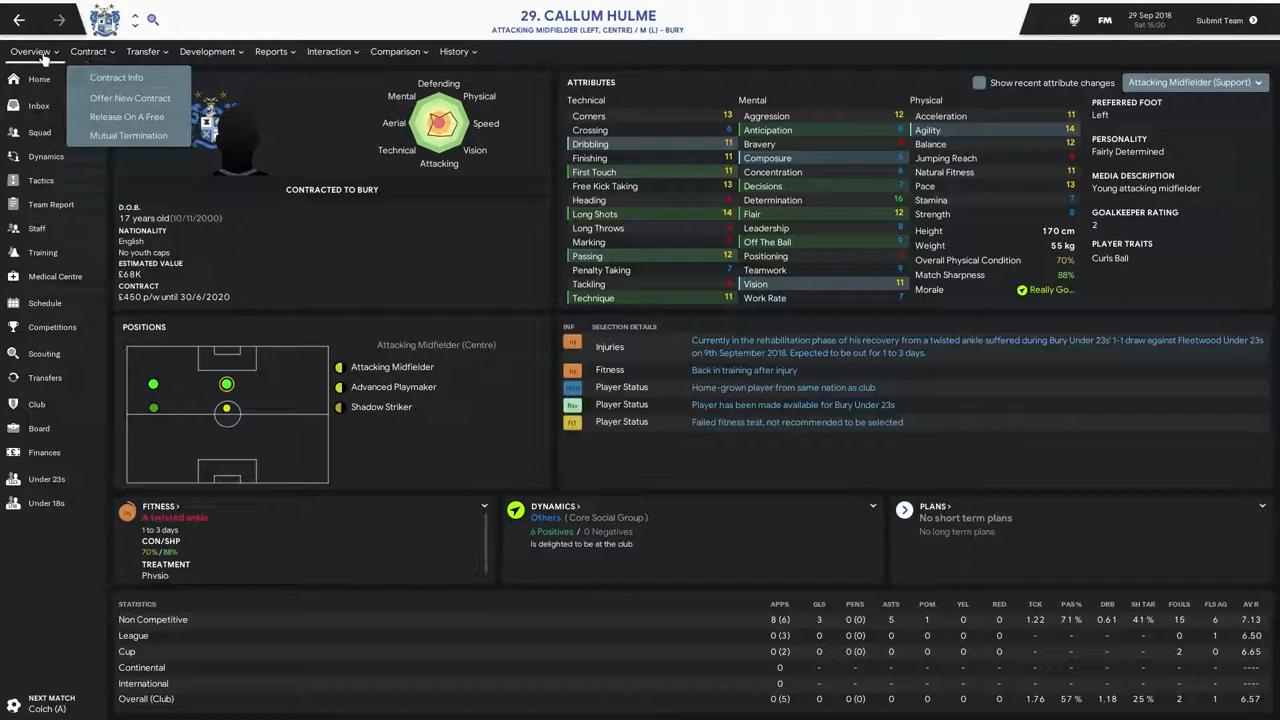 29. CALLUM HULME
ATTACKING MIDFIELDER (LEFT, CENTRE) / M (L) - BURY
FM
29 Sep 2018
Sat 15:00
Submit Team
Overview
Contract
Transfer
Development
Reports
Interaction
Comparison
History
Home
Inbox
Squad
Dynamics
Tactics
Team Report
Staff
Training
Medical Centre
Schedule
Competitions
Scouting
Transfers
Club
Board
Finances
Under 23s
Under 18s
NEXT MATCH
Colch (A)
Contract Info
Offer New Contract
Release On A Free
Mutual Termination
Defending
Mental
Physical
Aerial
Speed
Technical
Vision
Attacking
CONTRACTED TO BURY
D.O.B.
17 years old (10/11/2000)
NATIONALITY
English
No youth caps
ESTIMATED VALUE
£68K
CONTRACT
£450 p/w until 30/6/2020
ATTRIBUTES
Show recent attribute changes
Attacking Midfielder (Support)
Technical
Corners 13
Crossing 6
Dribbling 11
Finishing 11
First Touch 11
Free Kick Taking 13
Heading
Long Shots 14
Long Throws
Marking
Passing 12
Penalty Taking 7
Tackling
Technique 11
Mental
Aggression 12
Anticipation 8
Bravery
Composure 6
Concentration 6
Decisions 7
Determination 16
Flair 12
Leadership 8
Off The Ball 9
Positioning
Teamwork 9
Vision 11
Work Rate 7
Physical
Acceleration 11
Agility 14
Balance 12
Jumping Reach
Natural Fitness 11
Pace 13
Stamina 7
Strength 8
Height 170 cm
Weight 55 kg
Overall Physical Condition 70%
Match Sharpness 88%
Morale Really Go...
PREFERRED FOOT
Left
PERSONALITY
Fairly Determined
MEDIA DESCRIPTION
Young attacking midfielder
GOALKEEPER RATING
2
PLAYER TRAITS
Curls Ball
POSITIONS
Attacking Midfielder (Centre)
Attacking Midfielder
Advanced Playmaker
Shadow Striker
INF SELECTION DETAILS
Inj Injuries Currently in the rehabilitation phase of his recovery from a twisted ankle suffered during Bury Under 23s' 1-1 draw against Fleetwood Under 23s
on 9th September 2018. Expected to be out for 1 to 3 days.
Inj Fitness Back in training after injury
Player Status Home-grown player from same nation as club
Rsv Player Status Player has been made available for Bury Under 23s
FtT Player Status Failed fitness test, not recommended to be selected
FITNESS >
A twisted ankle
1 to 3 days
CON/SHP
70% / 88%
TREATMENT
Physio
DYNAMICS >
Others ( Core Social Group )
6 Positives / 0 Negatives
Is delighted to be at the club
PLANS >
No short term plans
No long term plans
STATISTICS APPS GLS PENS ASTS POM YEL RED TCK PAS % DRB SH TAR FOULS FLS AG AV R
Non Competitive 8 (6) 3 0 (0) 5 1 0 0 1.22 71 % 0.61 41 % 15 6 7.13
League 0 (3) 0 0 (0) 0 0 0 0 - - - - 0 1 6.50
Cup 0 (2) 0 0 (0) 0 0 0 0 - - - - 2 0 6.65
Continental 0 - - - - - - - - - - - - ----
International 0 - - - - - - - - - - - - ----
Overall (Club) 0 (5) 0 0 (0) 0 0 0 0 1.76 57 % 1.18 25 % 2 1 6.57